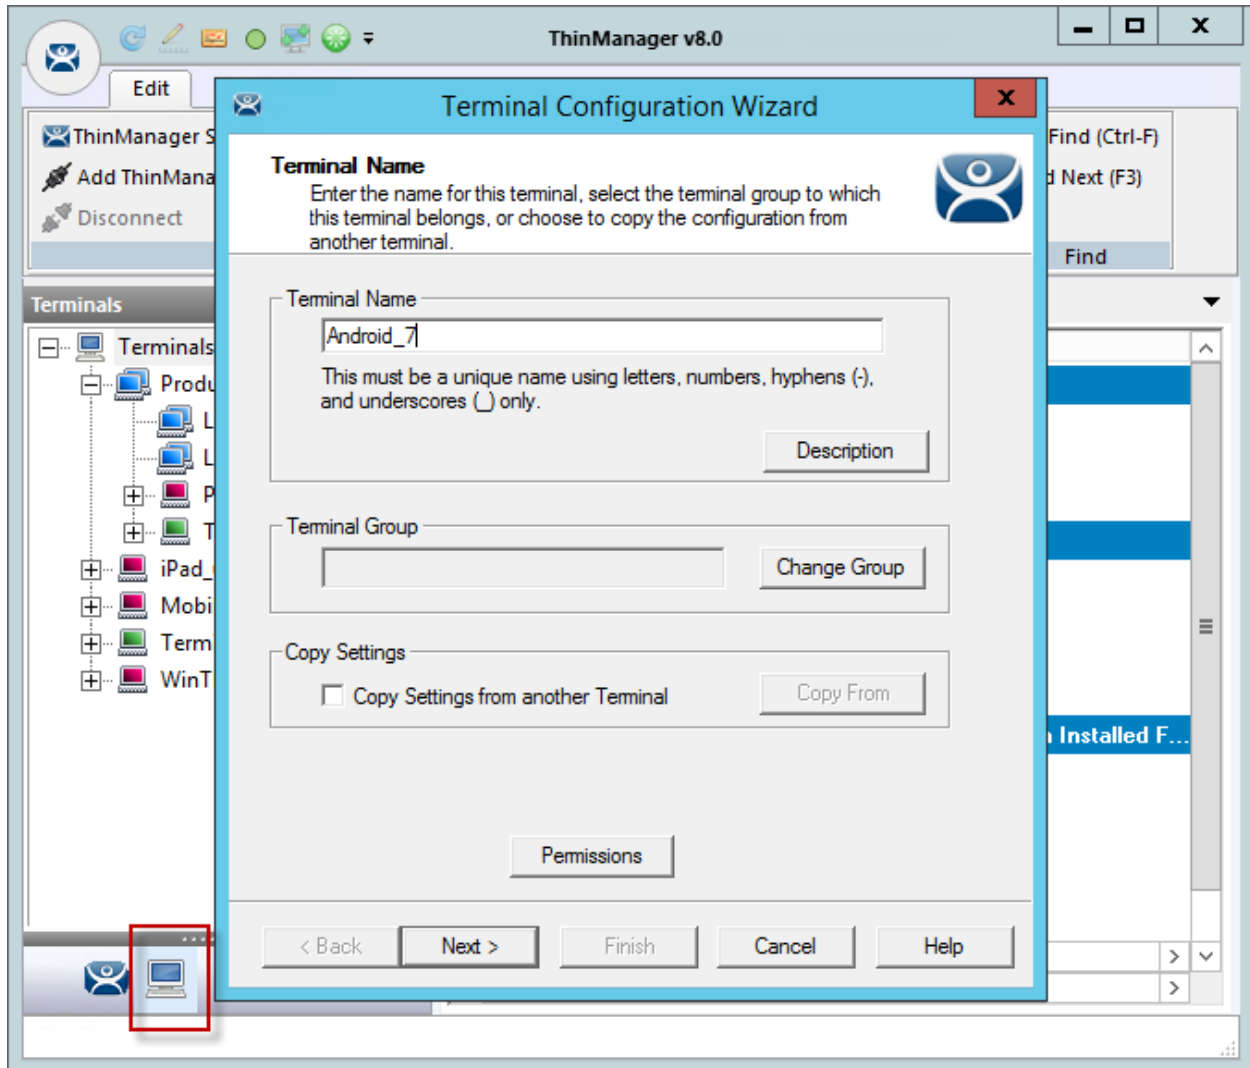 ThinManager v8.0
Edit
ThinManager S
Add ThinMana
Disconnect
Find (Ctrl-F)
d Next (F3)
Find
Terminal Configuration Wizard
Terminal Name
Enter the name for this terminal, select the terminal group to which
this terminal belongs, or choose to copy the configuration from
another terminal.
Terminals
Terminals
Produ
L
L
P
T
iPad_
Mobi
Term
WinT
Terminal Name
Android_7
This must be a unique name using letters, numbers, hyphens (-),
and underscores (_) only.
Description
Terminal Group
Change Group
Copy Settings
Copy Settings from another Terminal
Copy From
Installed F...
Permissions
< Back
Next >
Finish
Cancel
Help